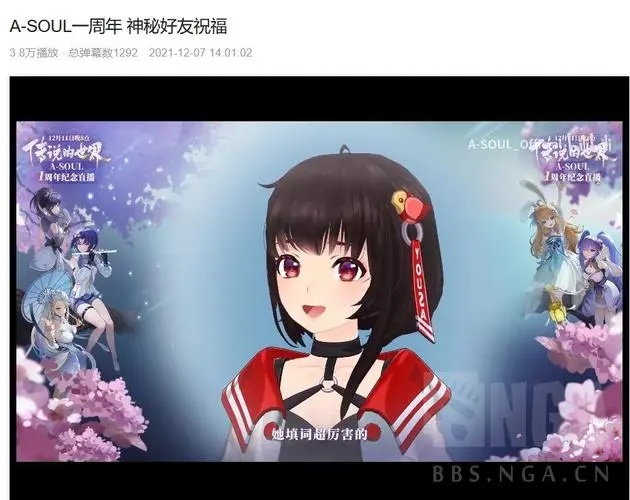 A-SOUL一周年 神秘好友祝福
3.8万播放 · 总弹幕数1292 2021-12-07 14:01:02
12月11日晚8点
传说的世界
A-SOUL
1周年纪念直播
A-SOUL_Official
12月11日晚8点
传说的世界
A-SOUL
1周年纪念直播
YOUSA
她填词超厉害的
NGA
BBS.NGA.CN